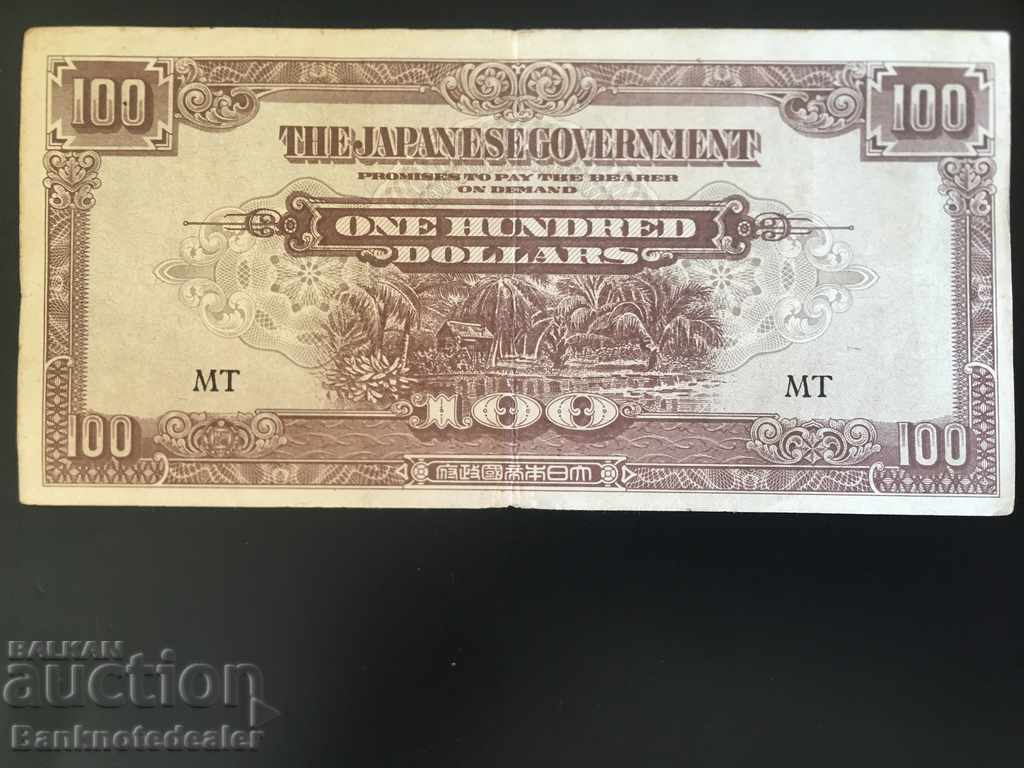 100 100
THE JAPANESE GOVERNMENT
PROMISES TO PAY THE BEARER
ON DEMAND
ONE HUNDRED
DOLLARS
MT MT
100 100 100
府政國帝本日大
BALKAN
auction
Banknotedealer